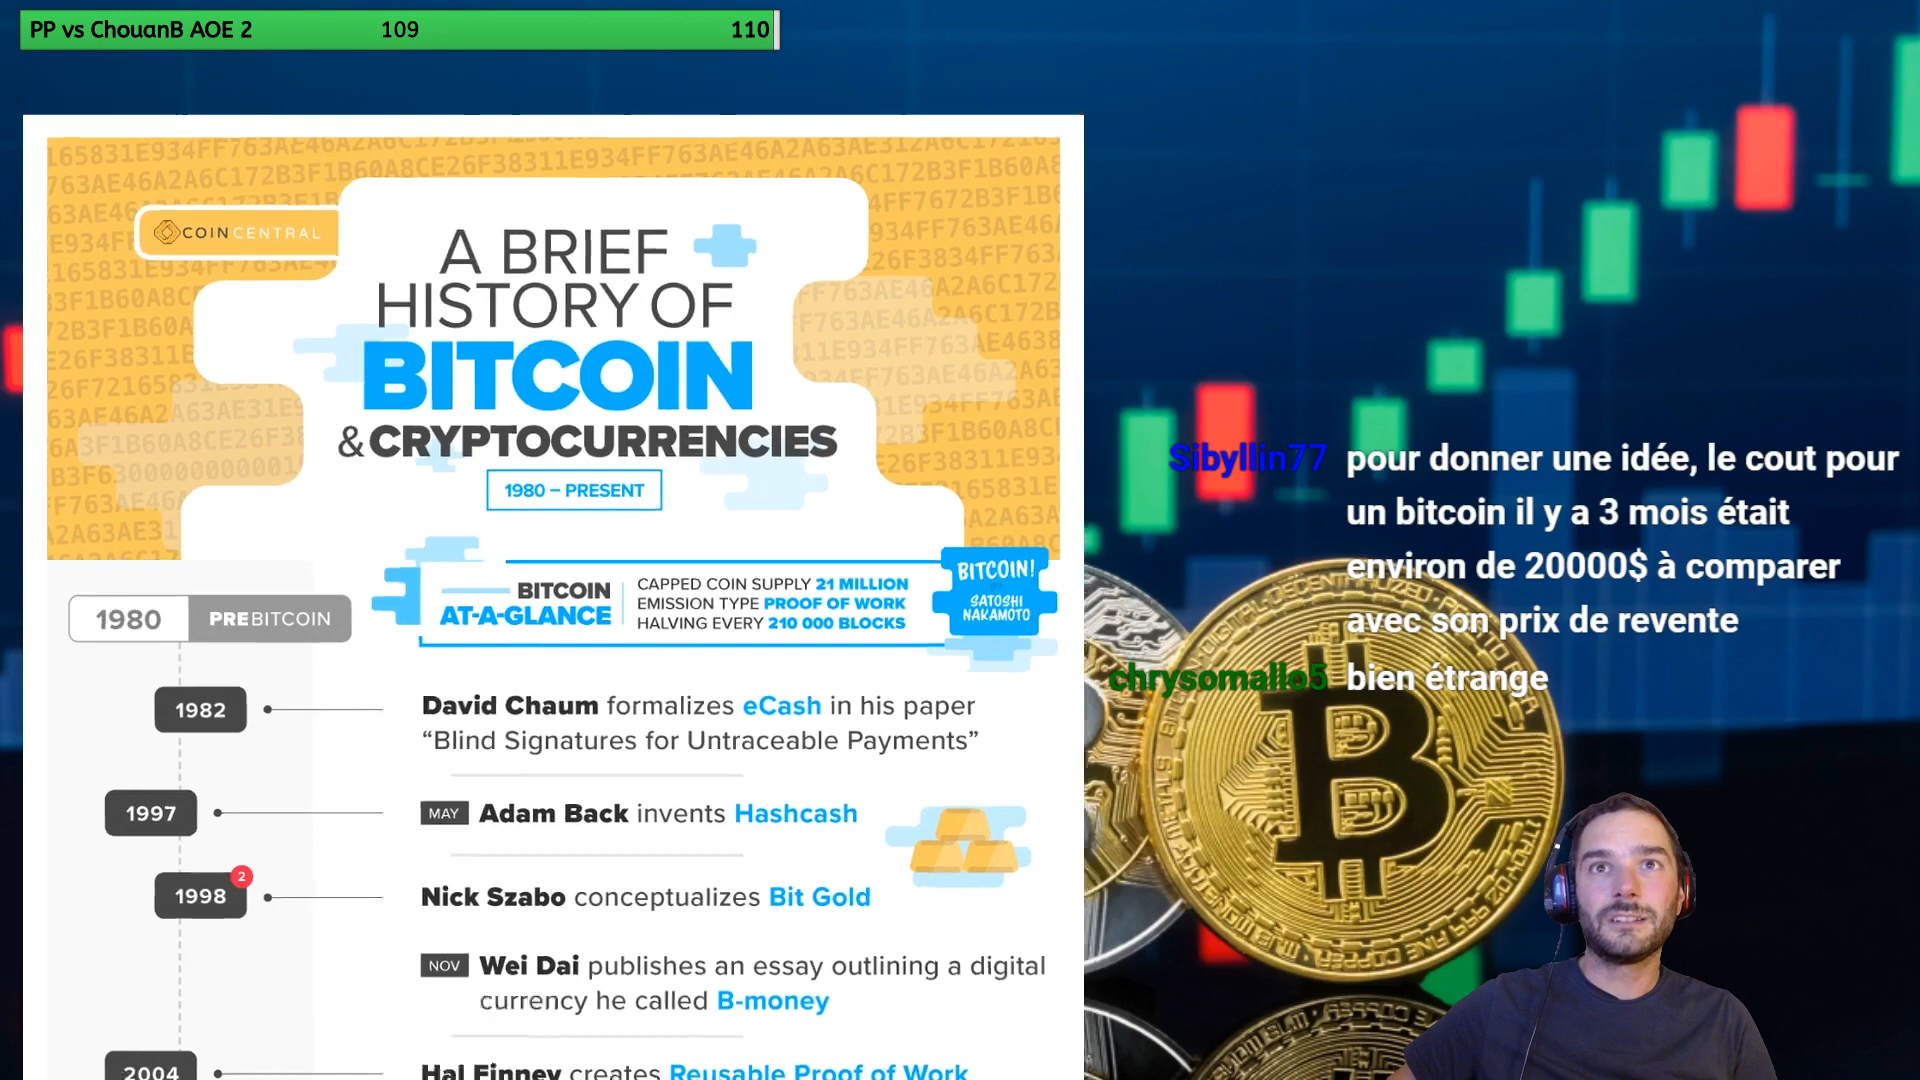 PP vs ChouanB AOE 2 109 110
COINCENTRAL
A BRIEF
HISTORY OF
BITCOIN
& CRYPTOCURRENCIES
1980 – PRESENT
BITCOIN
AT-A-GLANCE
CAPPED COIN SUPPLY 21 MILLION
EMISSION TYPE PROOF OF WORK
HALVING EVERY 210 000 BLOCKS
BITCOIN!
SATOSHI
NAKAMOTO
1980 PREBITCOIN
1982
David Chaum formalizes eCash in his paper
“Blind Signatures for Untraceable Payments”
1997
MAY Adam Back invents Hashcash
1998 2
Nick Szabo conceptualizes Bit Gold
NOV Wei Dai publishes an essay outlining a digital
currency he called B-money
2004
Hal Finney creates Reusable Proof of Work
Sibyllin77 pour donner une idée, le cout pour
un bitcoin il y a 3 mois était
environ de 20000$ à comparer
avec son prix de revente
chrysomallo5 bien étrange